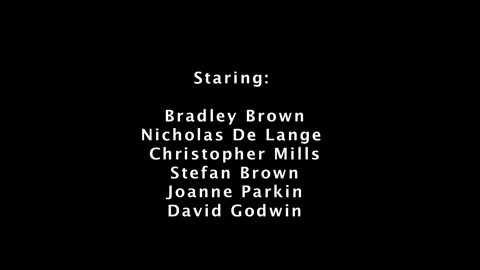 Staring:
Bradley Brown
Nicholas De Lange
Christopher Mills
Stefan Brown
Joanne Parkin
David Godwin